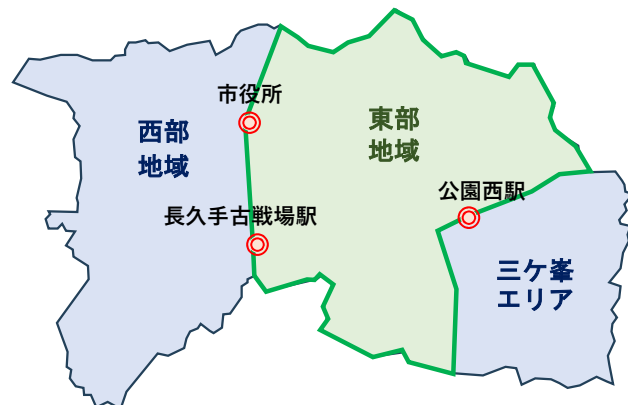 市役所
西部
地域
東部
地域
公園西駅
長久手古戦場駅
三ケ峯
エリア